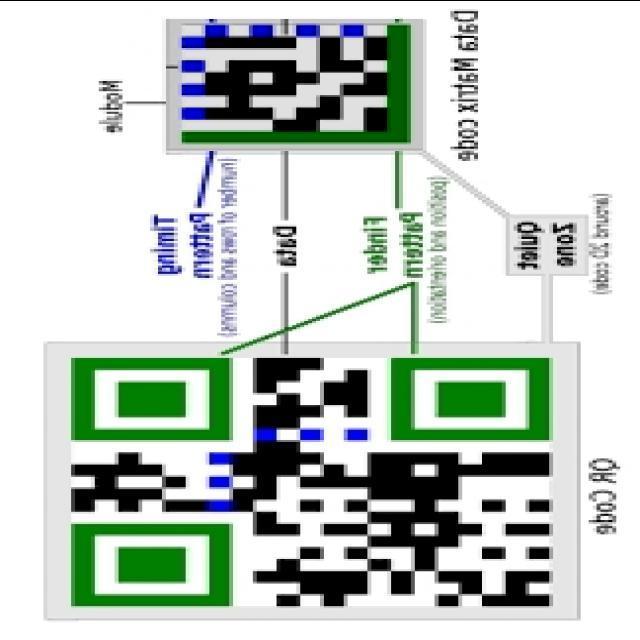 Data Matrix code
Module
Timing
Pattern
(number of rows and columns)
Data
Finder
Pattern
(position and orientation)
Quiet
Zone
(around 2D code)
QR Code